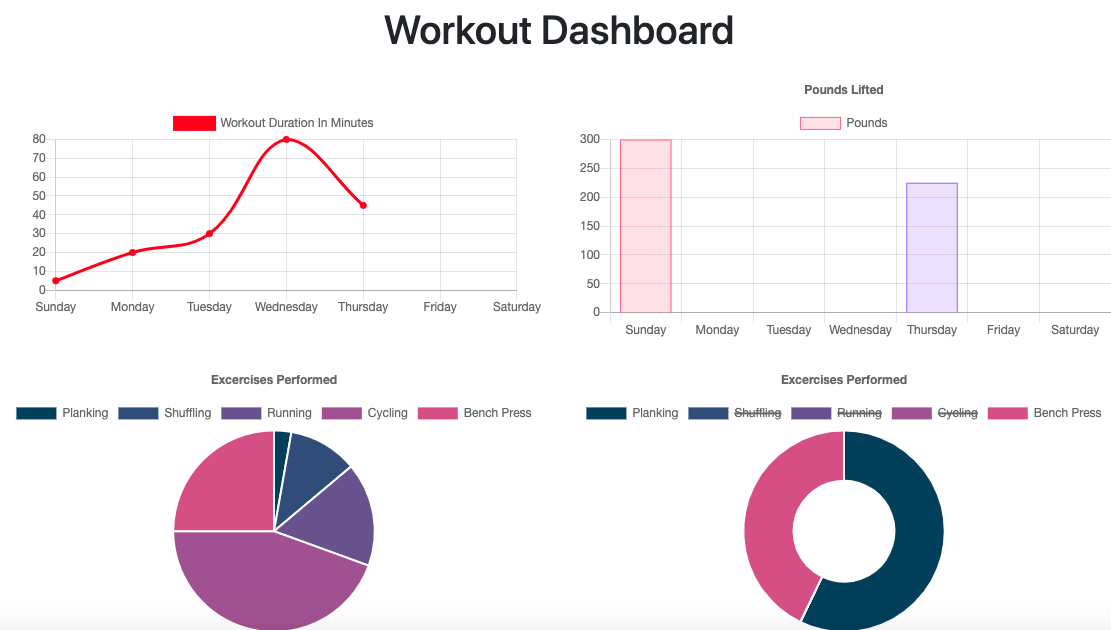 Workout Dashboard
Workout Duration In Minutes
80
70
60
50
40
30
20
10
0
Sunday Monday Tuesday Wednesday Thursday Friday Saturday
Pounds Lifted
Pounds
300
250
200
150
100
50
0
Sunday Monday Tuesday Wednesday Thursday Friday Saturday
Excercises Performed
Planking Shuffling Running Cycling Bench Press
Excercises Performed
Planking Shuffling Running Cycling Bench Press